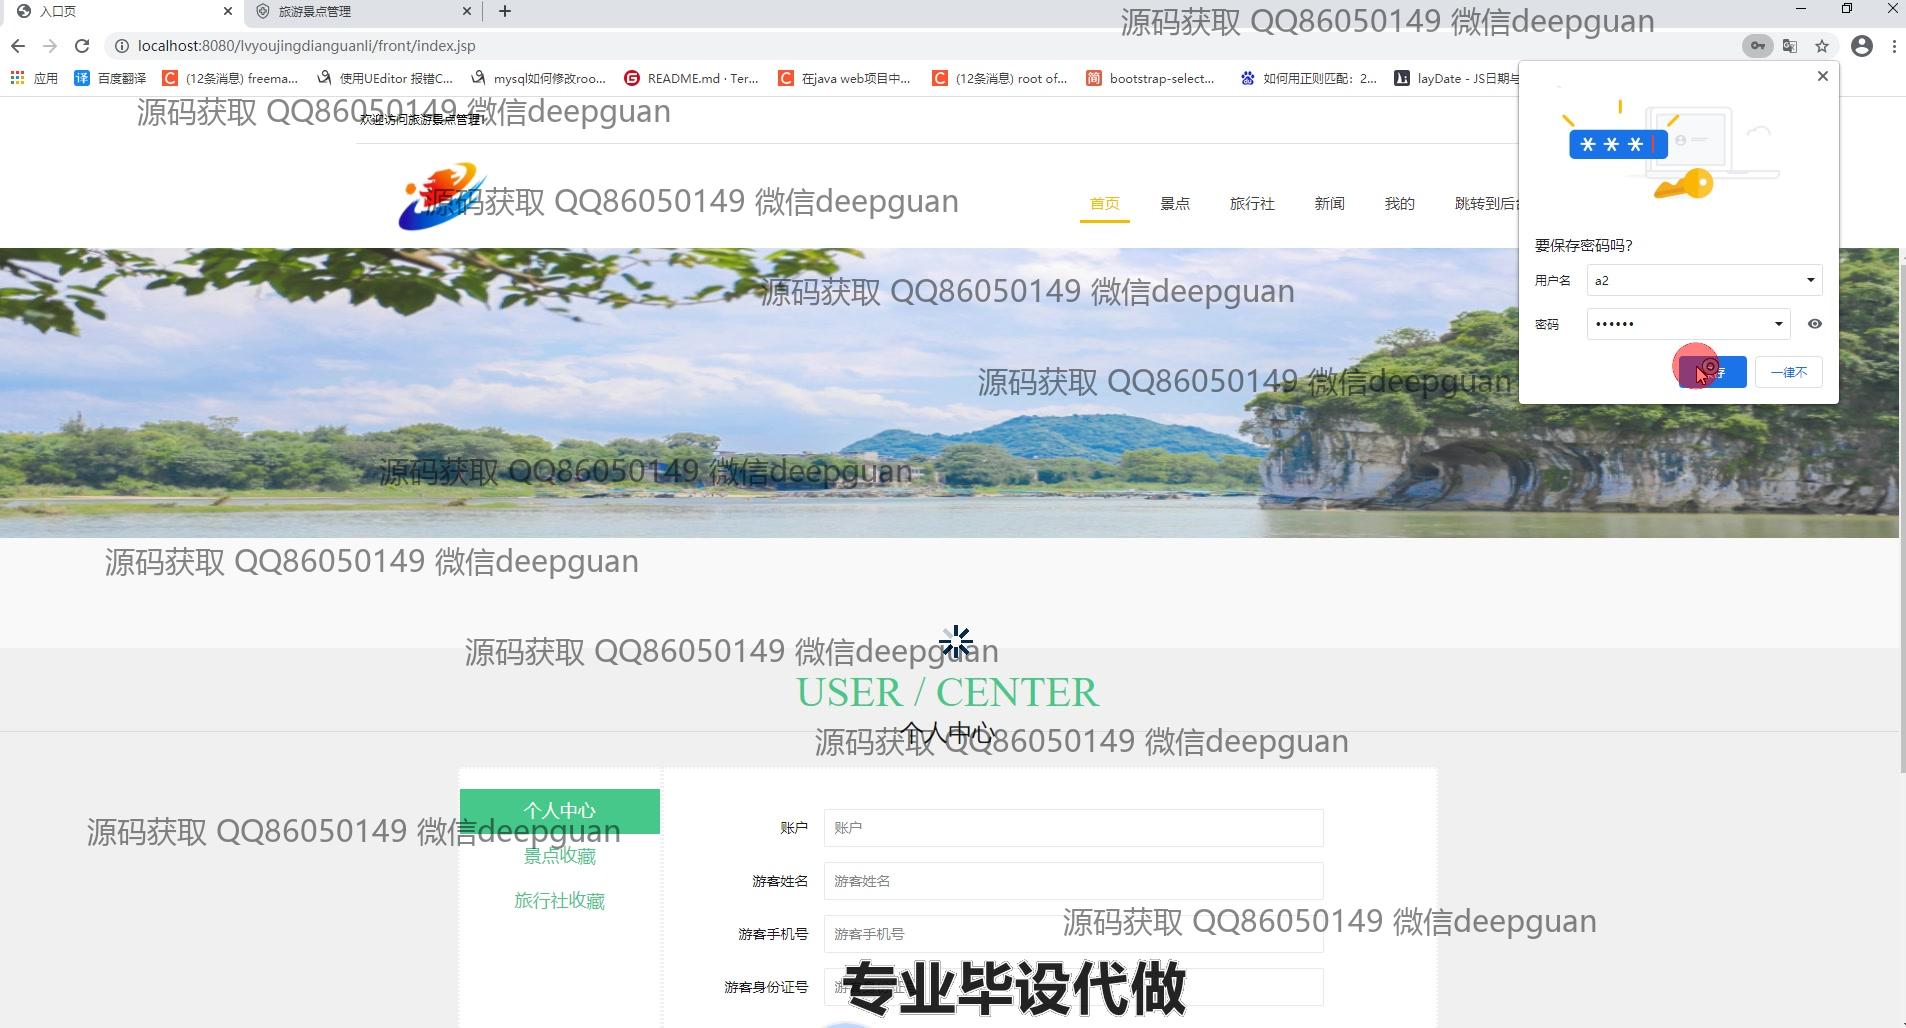 入口页
旅游景点管理
localhost:8080/lvyoujingdianguanli/front/index.jsp
应用
百度翻译
(12条消息) freema...
使用UEditor 报错C...
mysql如何修改roo...
README.md · Ter...
在java web项目中...
(12条消息) root of...
bootstrap-select...
如何用正则匹配：2...
layDate - JS日期与
源码获取 QQ86050149 微信deepguan
源码获取 QQ86050149 微信deepguan
欢迎访问旅游景点管理
源码获取 QQ86050149 微信deepguan
首页
景点
旅行社
新闻
我的
跳转到后台
要保存密码吗？
用户名
a2
密码
••••••
存
一律不
源码获取 QQ86050149 微信deepguan
源码获取 QQ86050149 微信deepguan
源码获取 QQ86050149 微信deepguan
源码获取 QQ86050149 微信deepguan
源码获取 QQ86050149 微信deepguan
USER / CENTER
个人中心
源码获取 QQ86050149 微信deepguan
个人中心
源码获取 QQ86050149 微信deepguan
景点收藏
旅行社收藏
账户
账户
游客姓名
游客姓名
游客手机号
游客手机号
源码获取 QQ86050149 微信deepguan
游客身份证号
专业毕设代做